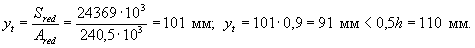 y_t = S_red / A_red = 24369·10³ / 240,5·10³ = 101 мм; y_t = 101·0,9 = 91 мм < 0,5h = 110 мм.